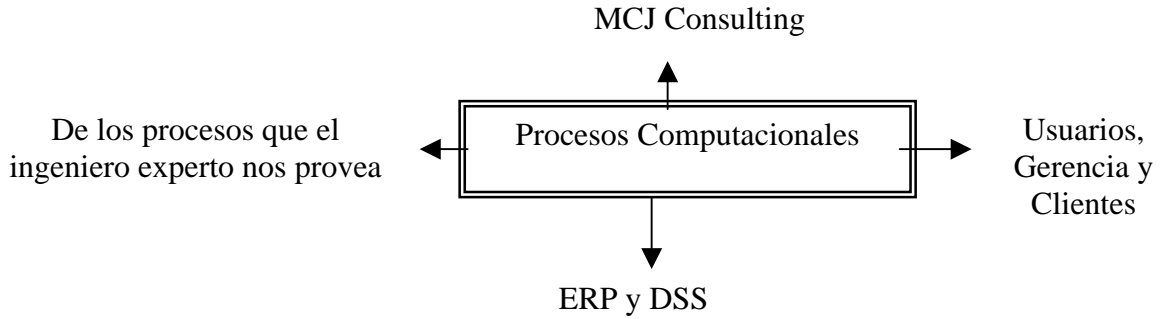 MCJ Consulting
De los procesos que el
ingeniero experto nos provea
Procesos Computacionales
Usuarios,
Gerencia y
Clientes
ERP y DSS